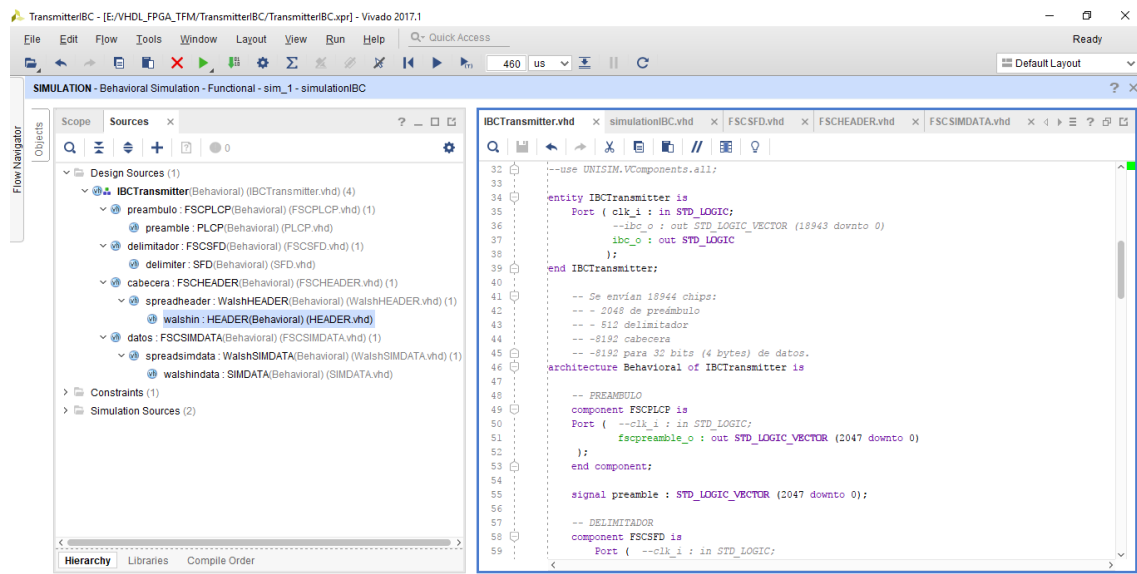 TransmitterIBC - [E:/VHDL_FPGA_TFM/TransmitterIBC/TransmitterIBC.xpr] - Vivado 2017.1
File Edit Flow Tools Window Layout View Run Help Quick Access Ready
460 us Default Layout
SIMULATION - Behavioral Simulation - Functional - sim_1 - simulationIBC
Flow Navigator
Objects
Scope Sources
0
Design Sources (1)
IBCTransmitter(Behavioral) (IBCTransmitter.vhd) (4)
preambulo : FSCPLCP(Behavioral) (FSCPLCP.vhd) (1)
preamble : PLCP(Behavioral) (PLCP.vhd)
delimitador : FSCSFD(Behavioral) (FSCSFD.vhd) (1)
delimiter : SFD(Behavioral) (SFD.vhd)
cabecera : FSCHEADER(Behavioral) (FSCHEADER.vhd) (1)
spreadheader : WalshHEADER(Behavioral) (WalshHEADER.vhd) (1)
walshin : HEADER(Behavioral) (HEADER.vhd)
datos : FSCSIMDATA(Behavioral) (FSCSIMDATA.vhd) (1)
spreadsimdata : WalshSIMDATA(Behavioral) (WalshSIMDATA.vhd) (1)
walshindata : SIMDATA(Behavioral) (SIMDATA.vhd)
Constraints (1)
Simulation Sources (2)
Hierarchy Libraries Compile Order
IBCTransmitter.vhd simulationIBC.vhd FSCSFD.vhd FSCHEADER.vhd FSCSIMDATA.vhd
32 --use UNISIM.VComponents.all;
33
34 entity IBCTransmitter is
35 Port ( clk_i : in STD_LOGIC;
36 --ibc_o : out STD_LOGIC_VECTOR (18943 downto 0)
37 ibc_o : out STD_LOGIC
38 );
39 end IBCTransmitter;
40
41 -- Se envían 18944 chips:
42 -- - 2048 de preámbulo
43 -- - 512 delimitador
44 -- -8192 cabecera
45 -- -8192 para 32 bits (4 bytes) de datos.
46 architecture Behavioral of IBCTransmitter is
47
48 -- PREAMBULO
49 component FSCPLCP is
50 Port ( --clk_i : in STD_LOGIC;
51 fscpreamble_o : out STD_LOGIC_VECTOR (2047 downto 0)
52 );
53 end component;
54
55 signal preamble : STD_LOGIC_VECTOR (2047 downto 0);
56
57 -- DELIMITADOR
58 component FSCSFD is
59 Port ( --clk_i : in STD_LOGIC;